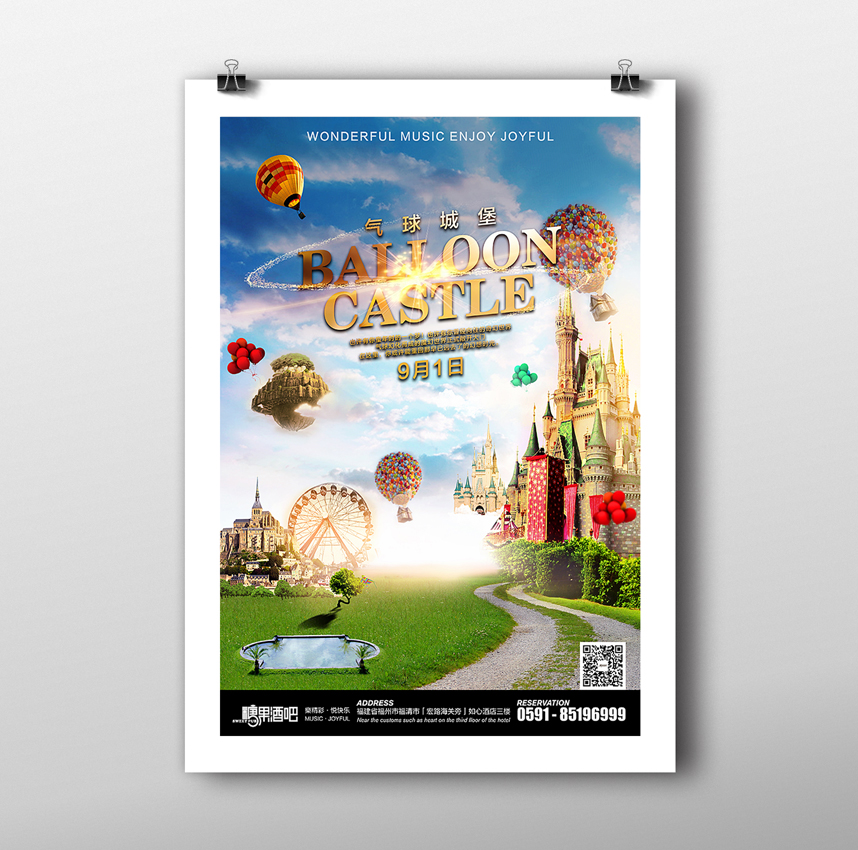 WONDERFUL MUSIC ENJOY JOYFUL
气球城堡
BALLOON
CASTLE
9月1日
糖果酒吧
樂精彩·悦快乐
MUSIC · JOYFUL
ADDRESS
福建省福州市福清市「宏路海关旁」如心酒店三楼
Near the customs such as heart on the third floor of the hotel
RESERVATION
0591 - 85196999